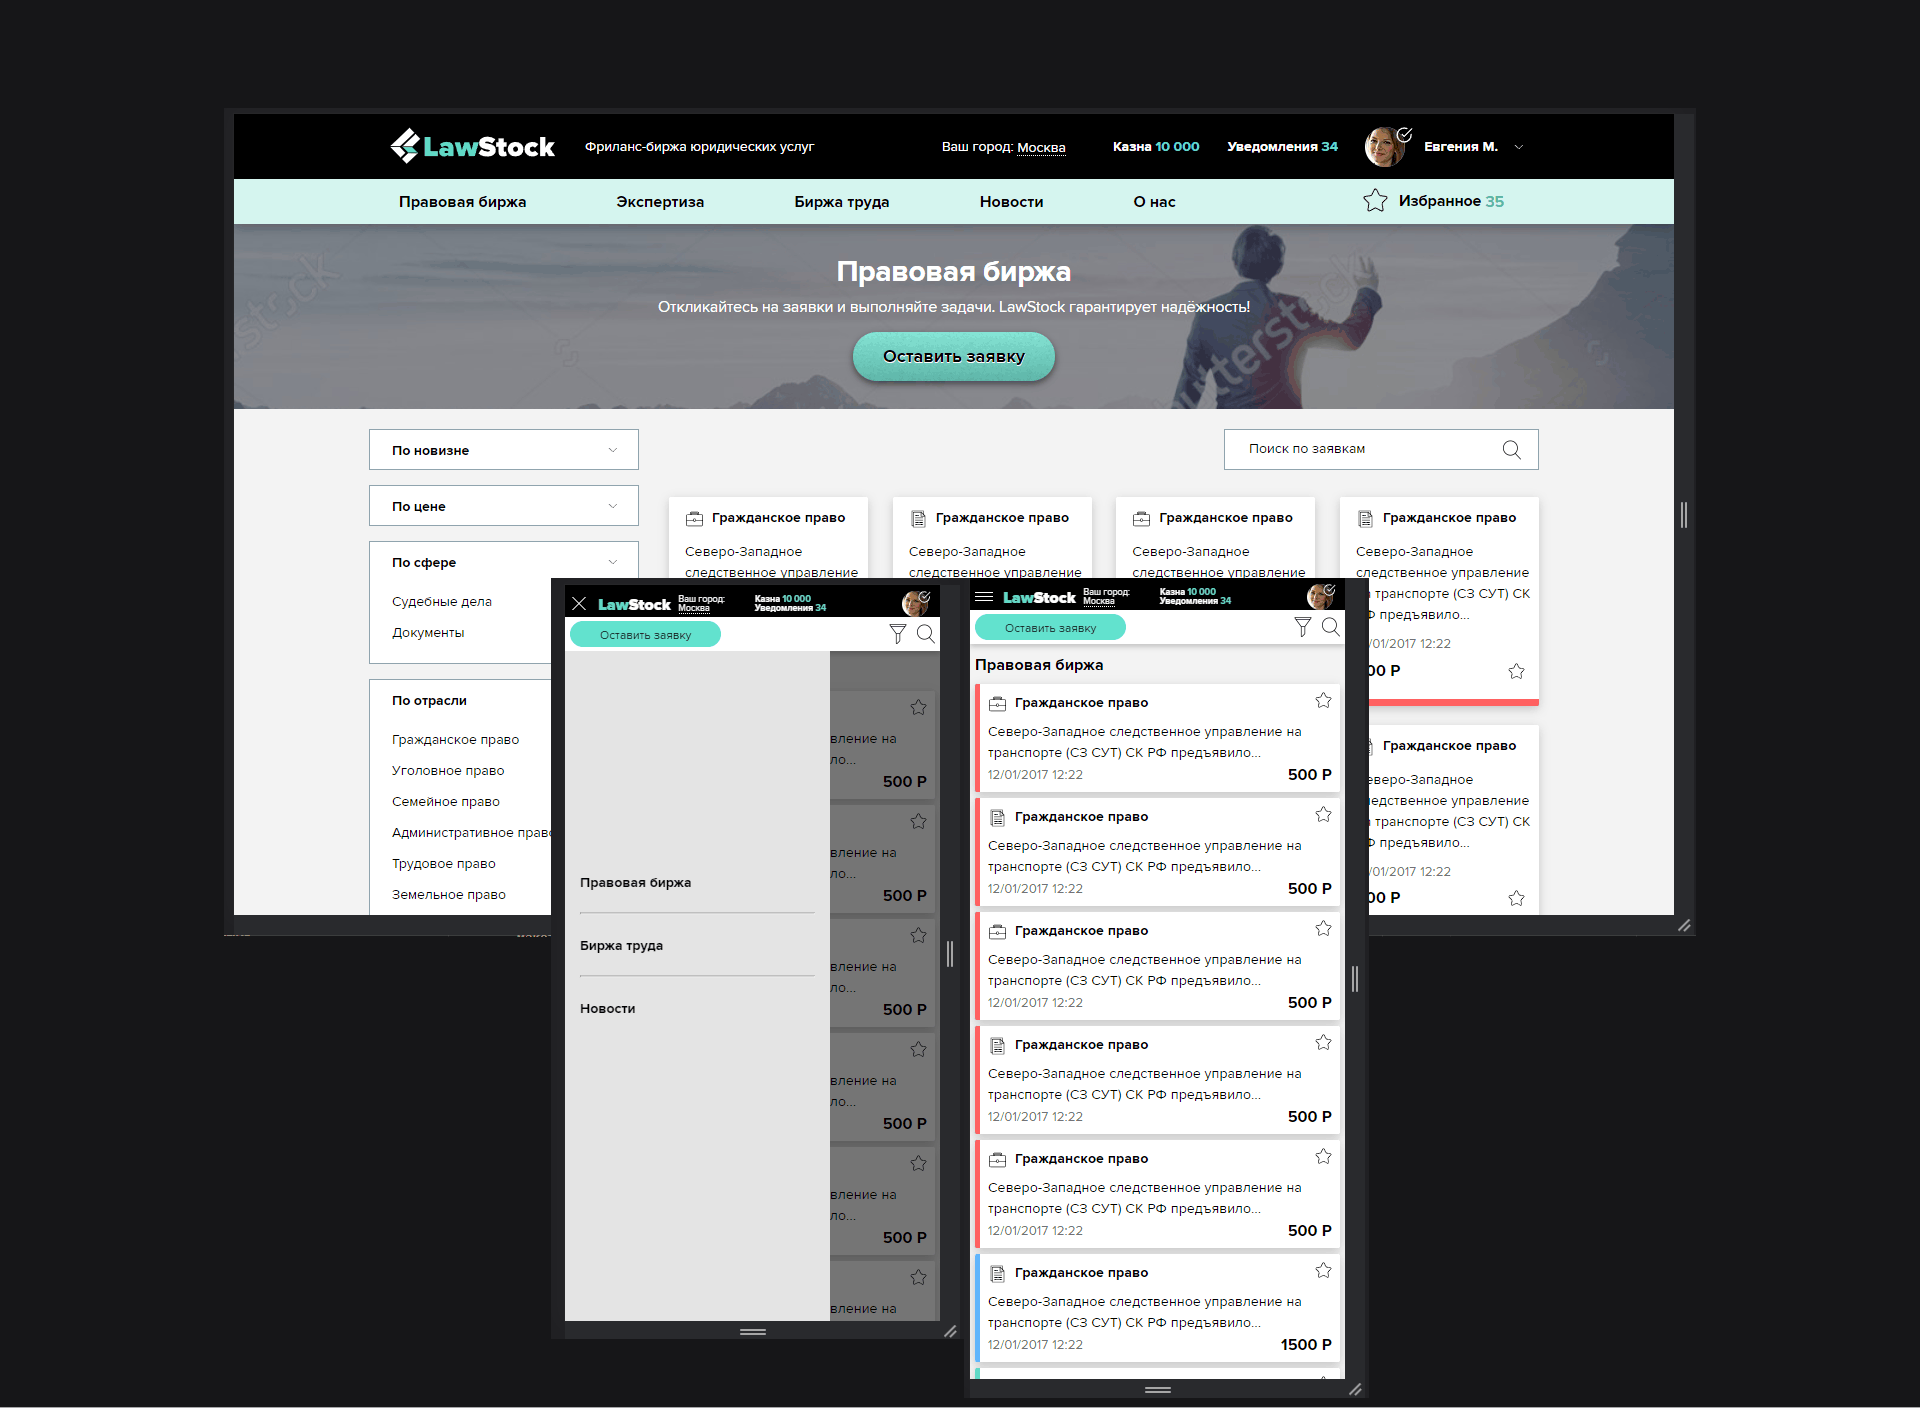 LawStock
Фриланс-биржа юридических услуг
Ваш город: Москва
Казна 10 000
Уведомления 34
Евгения М.
Правовая биржа
Экспертиза
Биржа труда
Новости
О нас
Избранное 35
Правовая биржа
Откликайтесь на заявки и выполняйте задачи. LawStock гарантирует надёжность!
Оставить заявку
По новизне
По цене
По сфере
Судебные дела
Документы
По отрасли
Гражданское право
Уголовное право
Семейное право
Административное право
Трудовое право
Земельное право
Поиск по заявкам
Гражданское право
Северо-Западное
следственное управление
Гражданское право
Северо-Западное
следственное управление
Гражданское право
Северо-Западное
следственное управление
Гражданское право
Северо-Западное
следственное управление
транспорте (СЗ СУТ) СК
предъявило...
/01/2017 12:22
00 Р
Гражданское право
еверо-Западное
едственное управление
транспорте (СЗ СУТ) СК
предъявило...
/01/2017 12:22
00 Р
LawStock
Ваш город:
Москва
Казна 10 000
Уведомления 34
Оставить заявку
Правовая биржа
Биржа труда
Новости
вление на
ло...
500 Р
вление на
ло...
500 Р
вление на
ло...
500 Р
вление на
ло...
500 Р
вление на
ло...
500 Р
вление на
LawStock
Ваш город:
Москва
Казна 10 000
Уведомления 34
Оставить заявку
Правовая биржа
Гражданское право
Северо-Западное следственное управление на
транспорте (СЗ СУТ) СК РФ предъявило...
12/01/2017 12:22
500 Р
Гражданское право
Северо-Западное следственное управление на
транспорте (СЗ СУТ) СК РФ предъявило...
12/01/2017 12:22
500 Р
Гражданское право
Северо-Западное следственное управление на
транспорте (СЗ СУТ) СК РФ предъявило...
12/01/2017 12:22
500 Р
Гражданское право
Северо-Западное следственное управление на
транспорте (СЗ СУТ) СК РФ предъявило...
12/01/2017 12:22
500 Р
Гражданское право
Северо-Западное следственное управление на
транспорте (СЗ СУТ) СК РФ предъявило...
12/01/2017 12:22
500 Р
Гражданское право
Северо-Западное следственное управление на
транспорте (СЗ СУТ) СК РФ предъявило...
12/01/2017 12:22
1500 Р